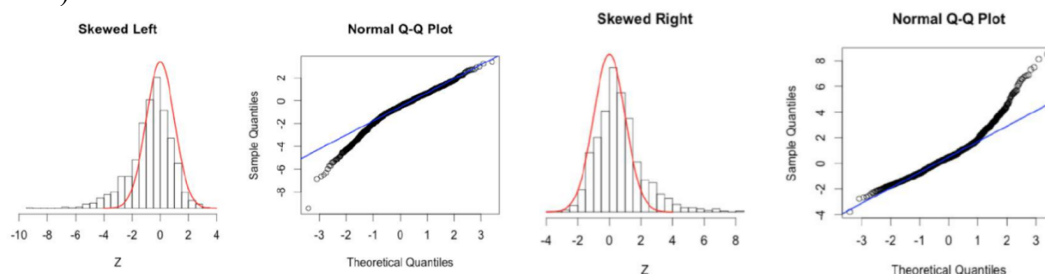 )
Skewed Left
-10 -8 -6 -4 -2 0 2 4
Z
Normal Q-Q Plot
Sample Quantiles
2
0
-2
-4
-6
-8
-3 -2 -1 0 1 2 3
Theoretical Quantiles
Skewed Right
-4 -2 0 2 4 6 8
Z
Normal Q-Q Plot
Sample Quantiles
8
6
4
2
0
-2
-4
-3 -2 -1 0 1 2 3
Theoretical Quantiles